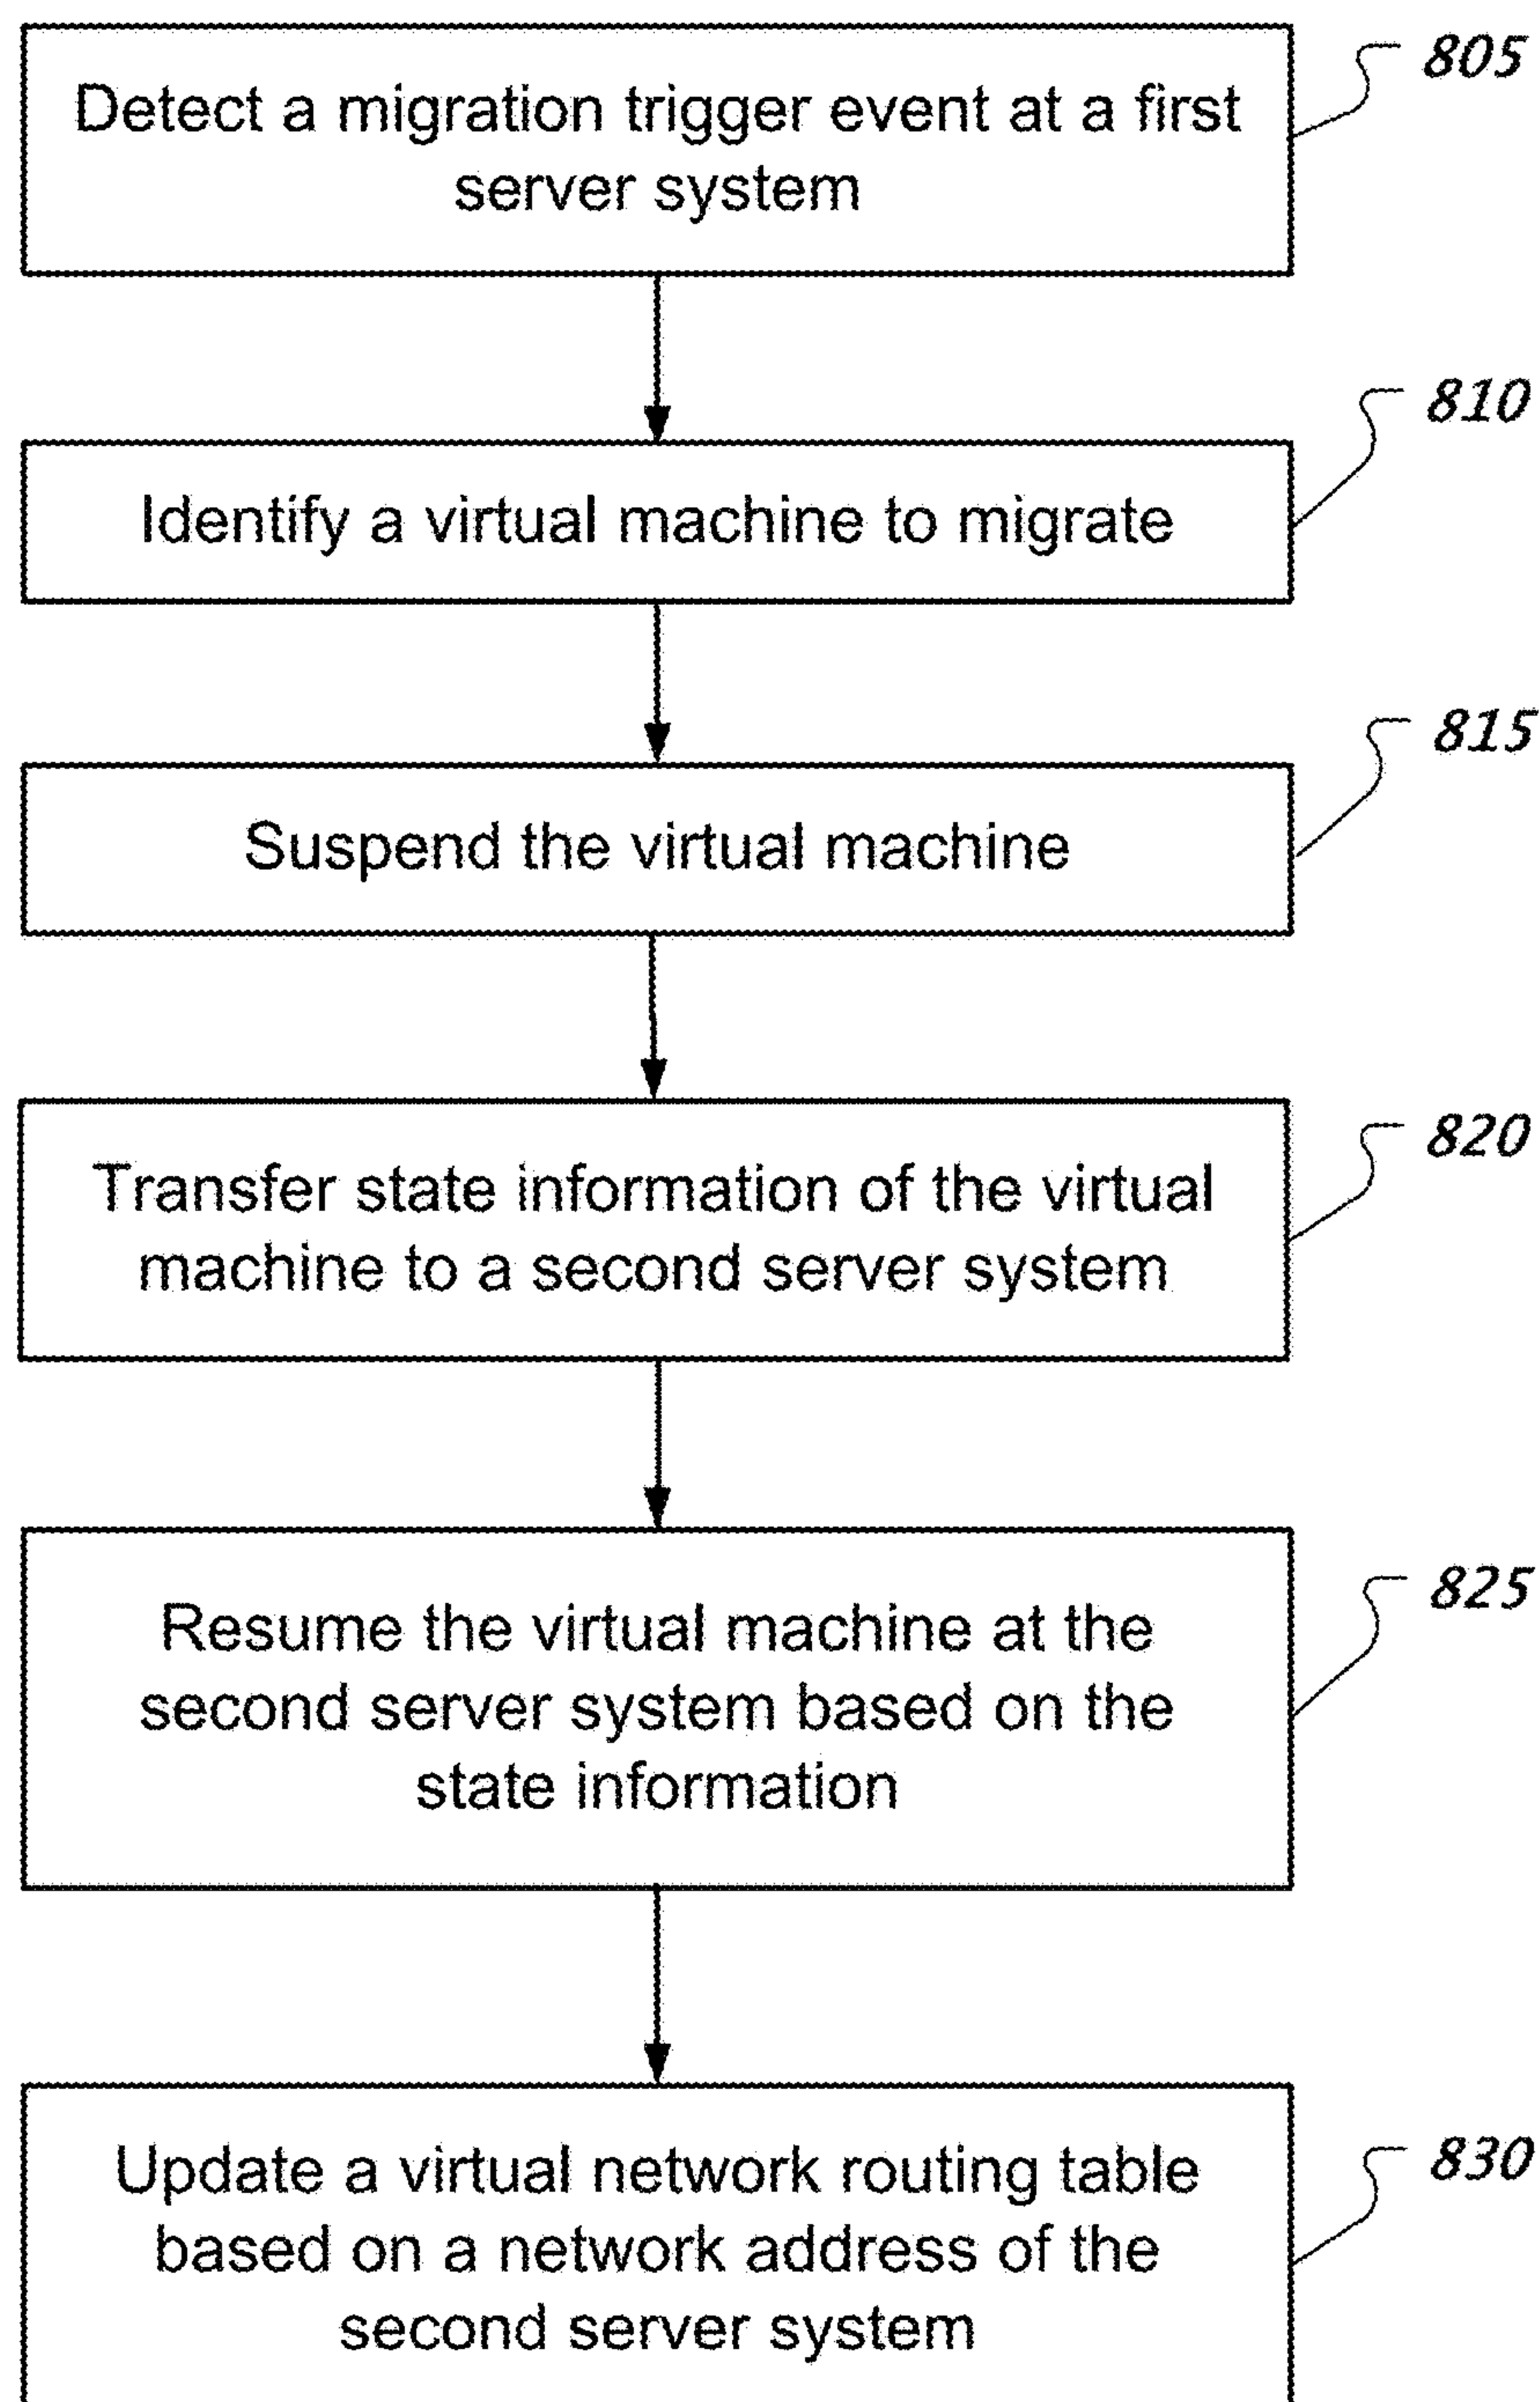 Detect a migration trigger event at a first
server system
805
Identify a virtual machine to migrate
810
Suspend the virtual machine
815
Transfer state information of the virtual
machine to a second server system
820
Resume the virtual machine at the
second server system based on the
state information
825
Update a virtual network routing table
based on a network address of the
second server system
830